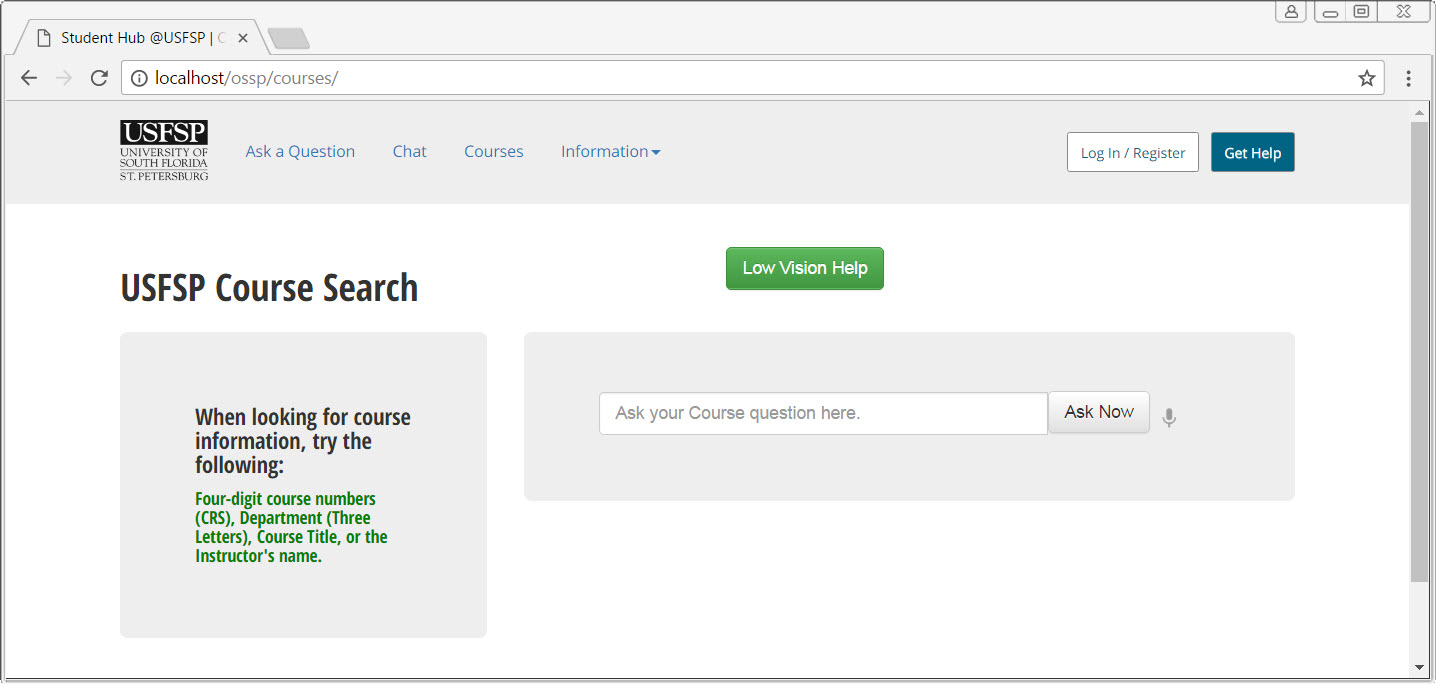 Student Hub @USFSP | C
localhost/ossp/courses/
USFSP
UNIVERSITY OF
SOUTH FLORIDA
ST. PETERSBURG
Ask a Question
Chat
Courses
Information
Log In / Register
Get Help
Low Vision Help
USFSP Course Search
When looking for course
information, try the
following:
Four-digit course numbers
(CRS), Department (Three
Letters), Course Title, or the
Instructor's name.
Ask your Course question here.
Ask Now